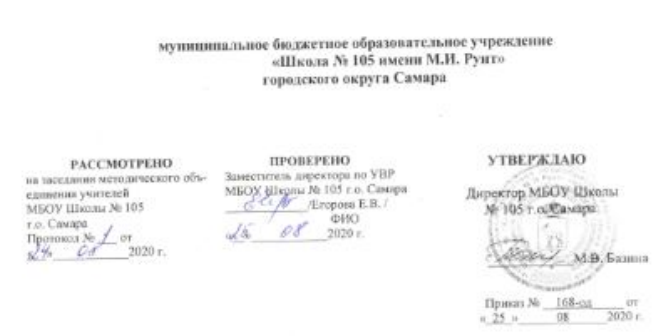 муниципальное бюджетное образовательное учреждение
«Школа № 105 имени М.И. Рунт»
городского округа Самара
РАССМОТРЕНО
на заседании методического объ-
единения учителей
МБОУ Школы № 105
г.о. Самара
Протокол № 1 от
«24» 08 2020 г.
ПРОВЕРЕНО
Заместитель директора по УВР
МБОУ Школы № 105 г.о. Самара
/Егорова Е.В. /
ФИО
«25» 08 2020 г.
УТВЕРЖДАЮ
Директор МБОУ Школы
№ 105 г.о. Самара
М.В. Базина
Приказ № 168-од от
« 25 » 08 2020 г.